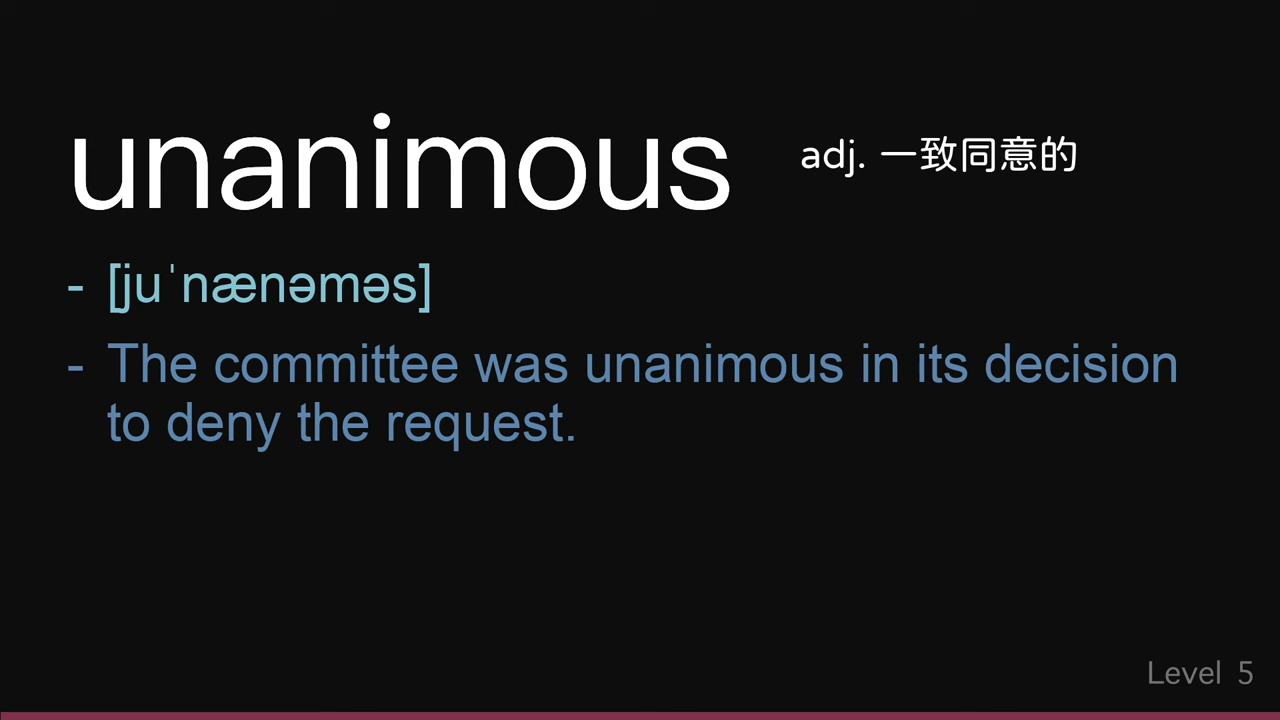 unanimous adj. 一致同意的
- [juˈnænəməs]
- The committee was unanimous in its decision
to deny the request.
Level 5